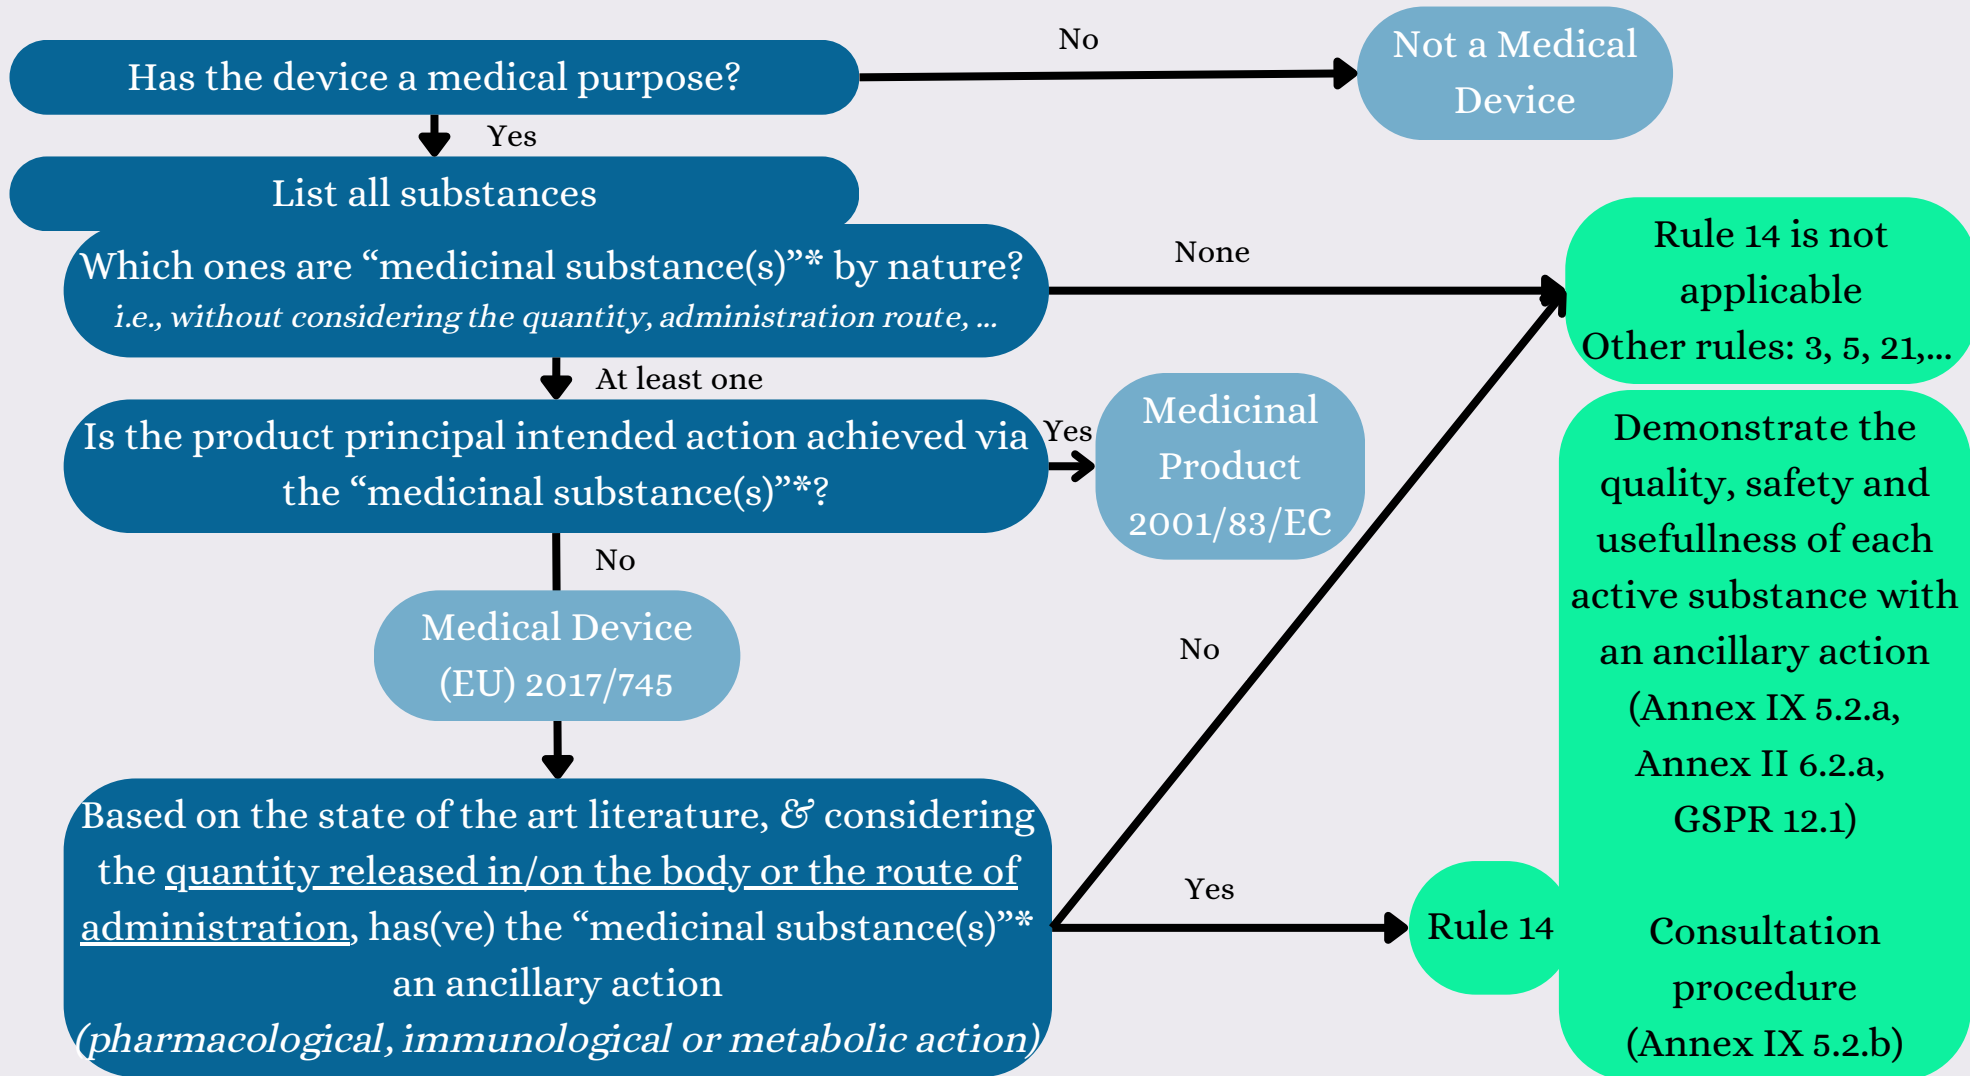 Has the device a medical purpose?
No
Not a Medical
Device
Yes
List all substances
Which ones are “medicinal substance(s)”* by nature?
i.e., without considering the quantity, administration route, ...
None
Rule 14 is not
applicable
Other rules: 3, 5, 21,...
At least one
Is the product principal intended action achieved via
the “medicinal substance(s)”*?
Yes
Medicinal
Product
2001/83/EC
No
Medical Device
(EU) 2017/745
Based on the state of the art literature, & considering
the quantity released in/on the body or the route of
administration, has(ve) the “medicinal substance(s)”*
an ancillary action
(pharmacological, immunological or metabolic action)
No
Yes
Rule 14
Demonstrate the
quality, safety and
usefullness of each
active substance with
an ancillary action
(Annex IX 5.2.a,
Annex II 6.2.a,
GSPR 12.1)
Consultation
procedure
(Annex IX 5.2.b)